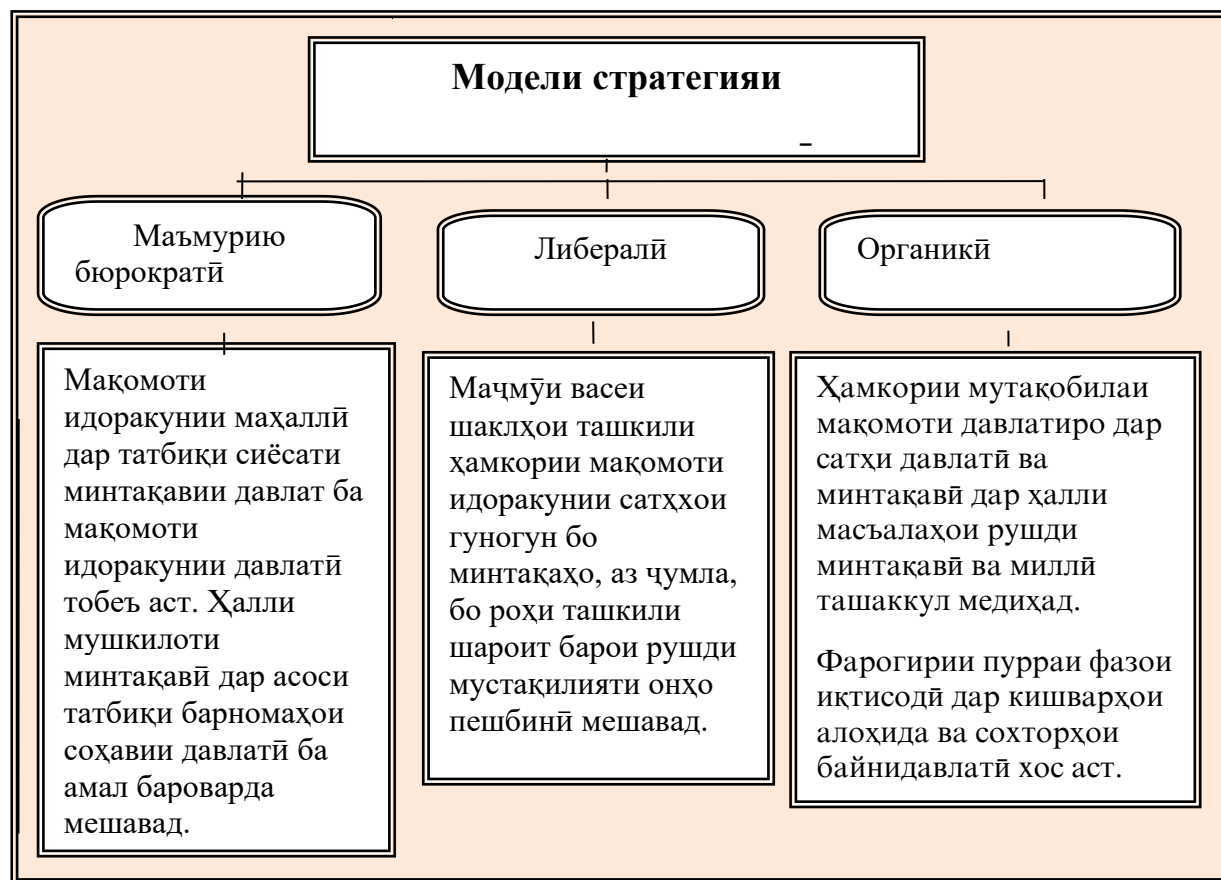 Модели стратегияи
-
Маъмурию
бюрократӣ
Либералӣ
Органикӣ
Мақомоти
идоракунии маҳаллӣ
дар татбиқи сиёсати
минтақавии давлат ба
мақомоти
идоракунии давлатӣ
тобеъ аст. Ҳалли
мушкилоти
минтақавӣ дар асоси
татбиқи барномаҳои
соҳавии давлатӣ ба
амал бароварда
мешавад.
Маҷмӯи васеи
шаклҳои ташкили
ҳамкории мақомоти
идоракунии сатҳхои
гуногун бо
минтақаҳо, аз ҷумла,
бо роҳи ташкили
шароит барои рушди
мустақилияти онҳо
пешбинӣ мешавад.
Ҳамкории мутақобилаи
мақомоти давлатиро дар
сатҳи давлатӣ ва
минтақавӣ дар ҳалли
масъалаҳои рушди
минтақавӣ ва миллӣ
ташаккул медиҳад.
Фарогирии пурраи фазои
иқтисодӣ дар кишварҳои
алоҳида ва сохторҳои
байнидавлатӣ хос аст.